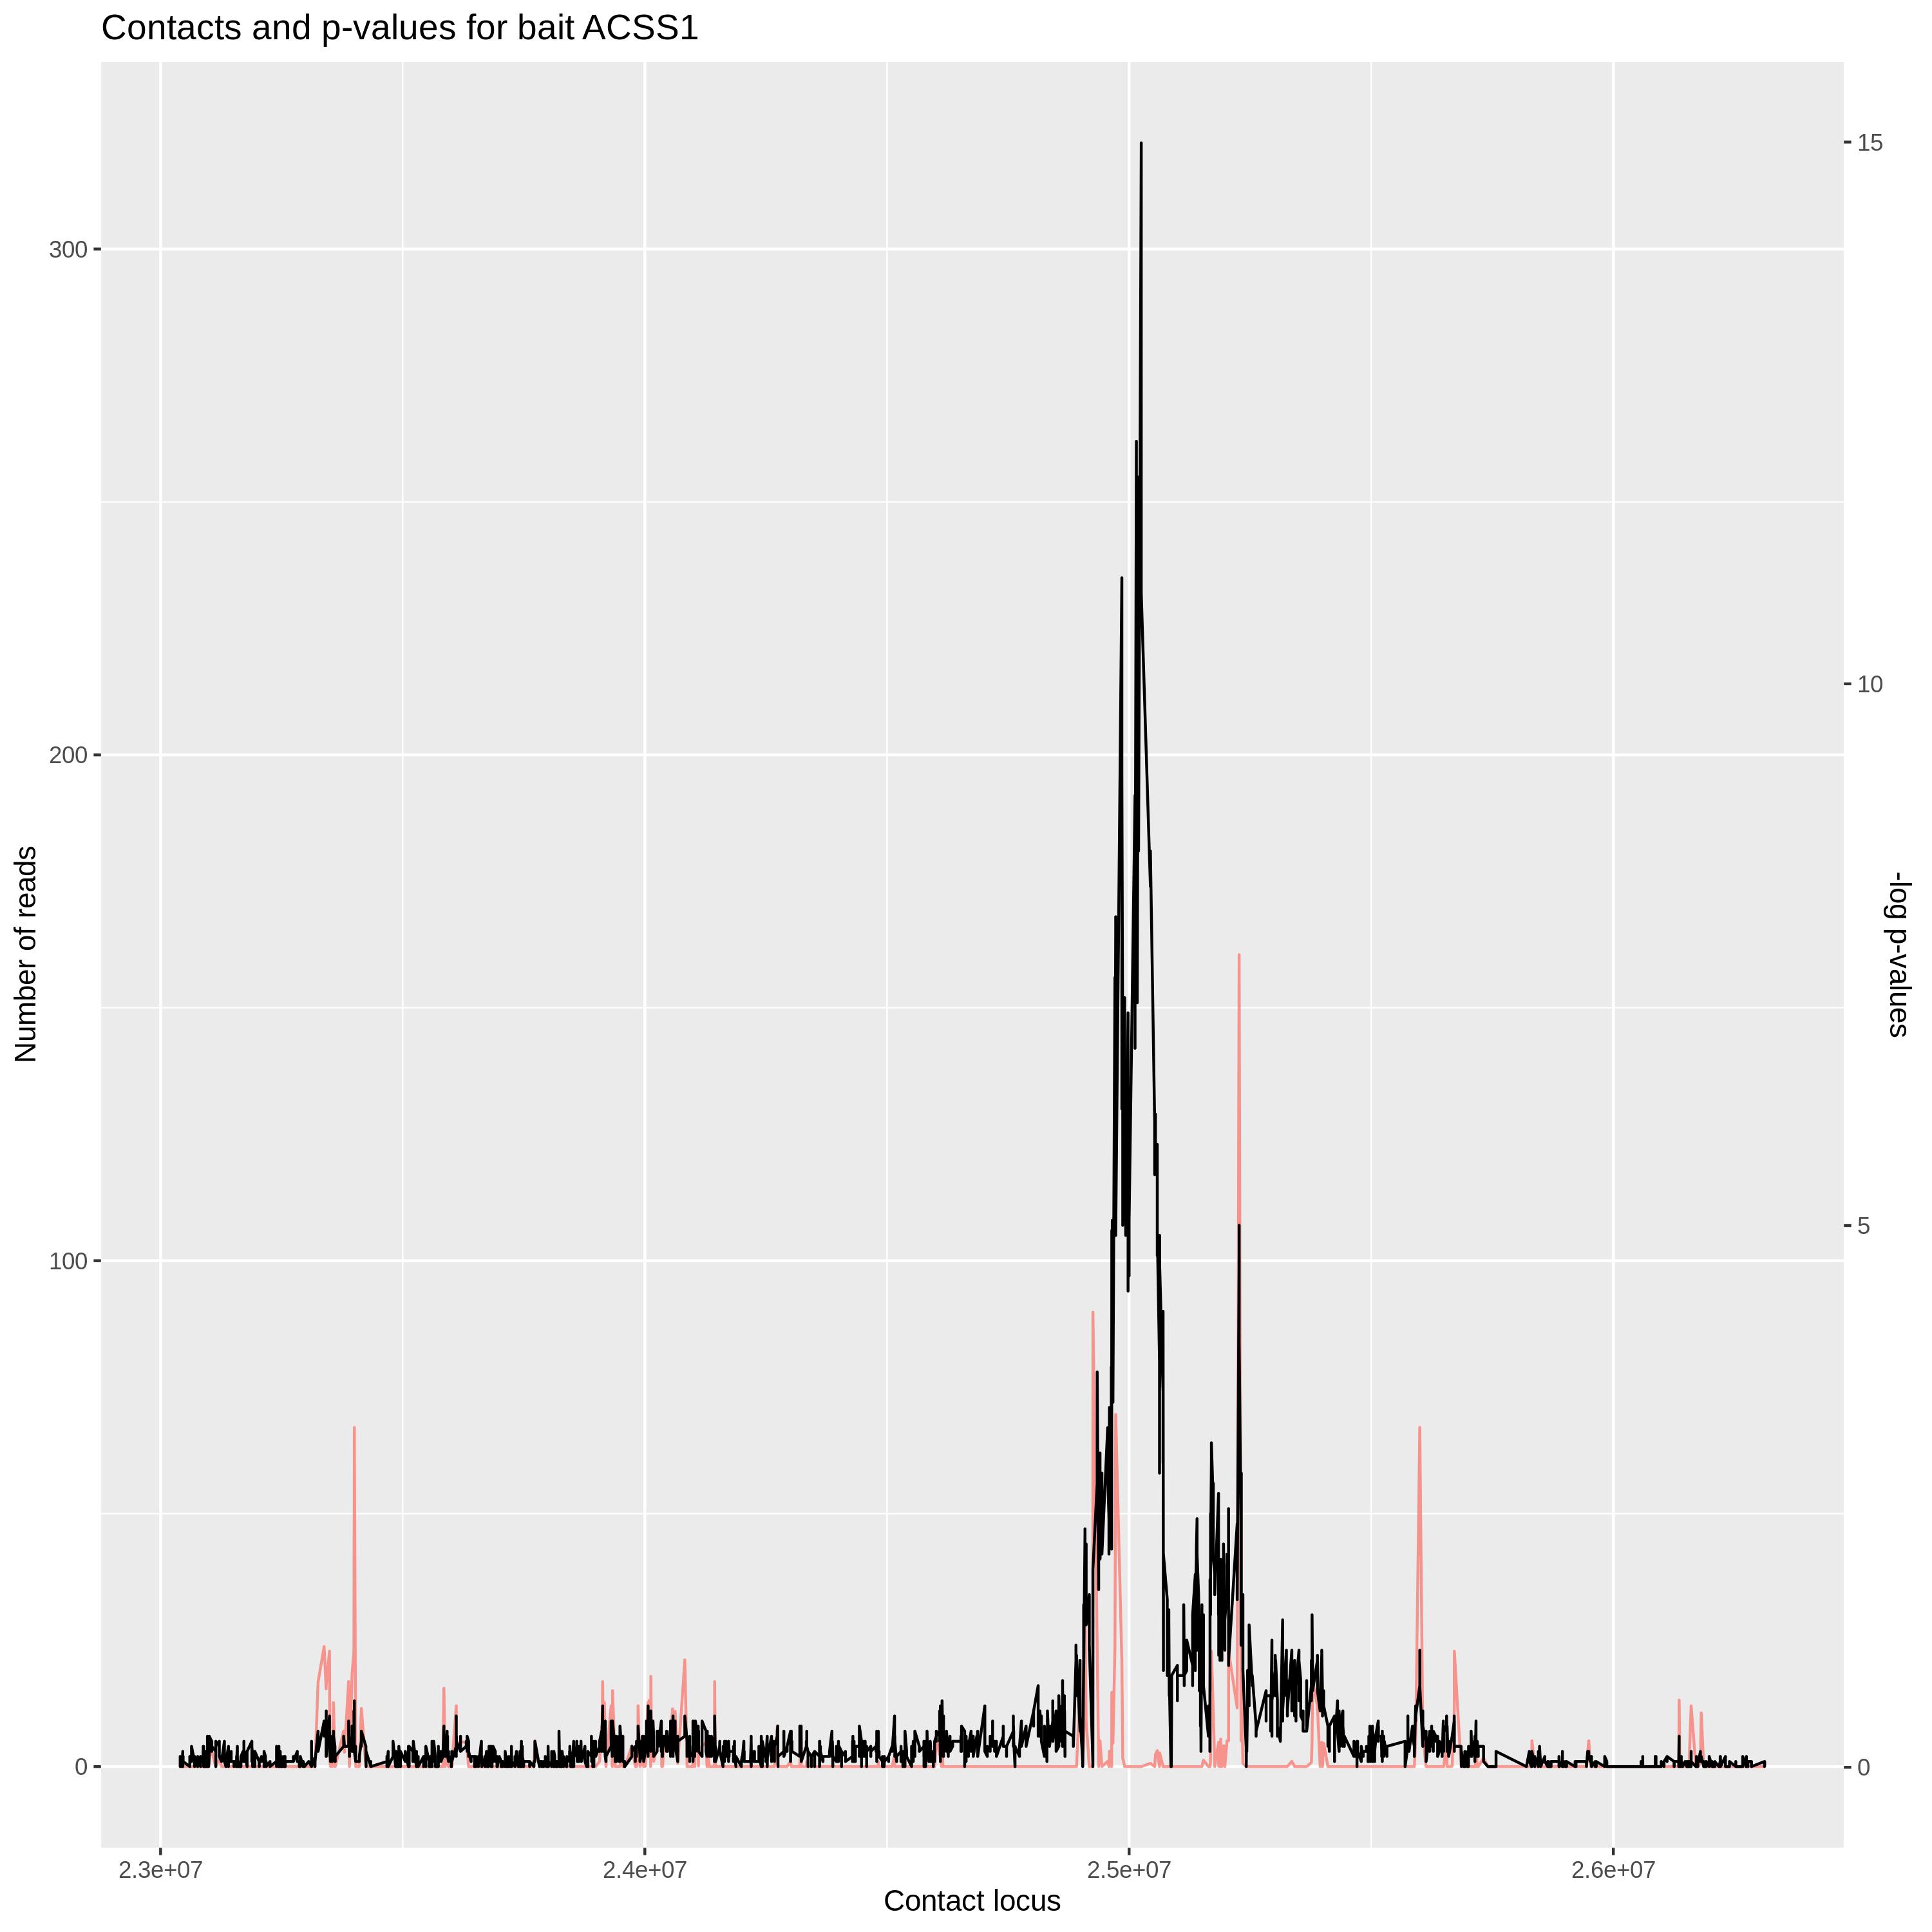 Contacts and p-values for bait ACSS1
Number of reads
300
200
100
0
15
10
5
0
-log p-values
2.3e+07
2.4e+07
2.5e+07
2.6e+07
Contact locus